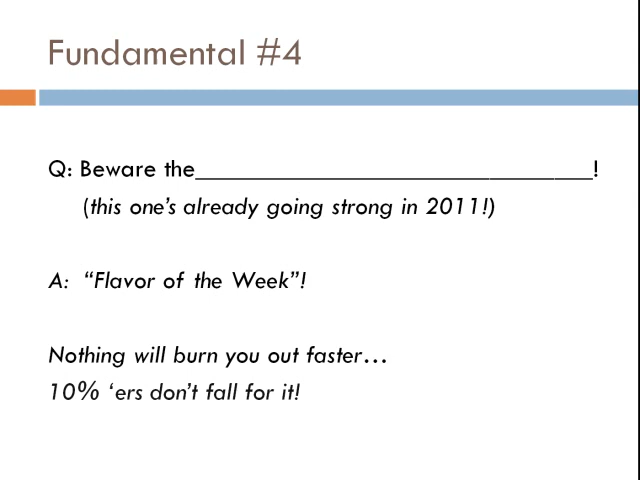 Fundamental #4
Q: Beware the________________________________!
(this one's already going strong in 2011!)
A: “Flavor of the Week”!
Nothing will burn you out faster…
10% ‘ers don’t fall for it!